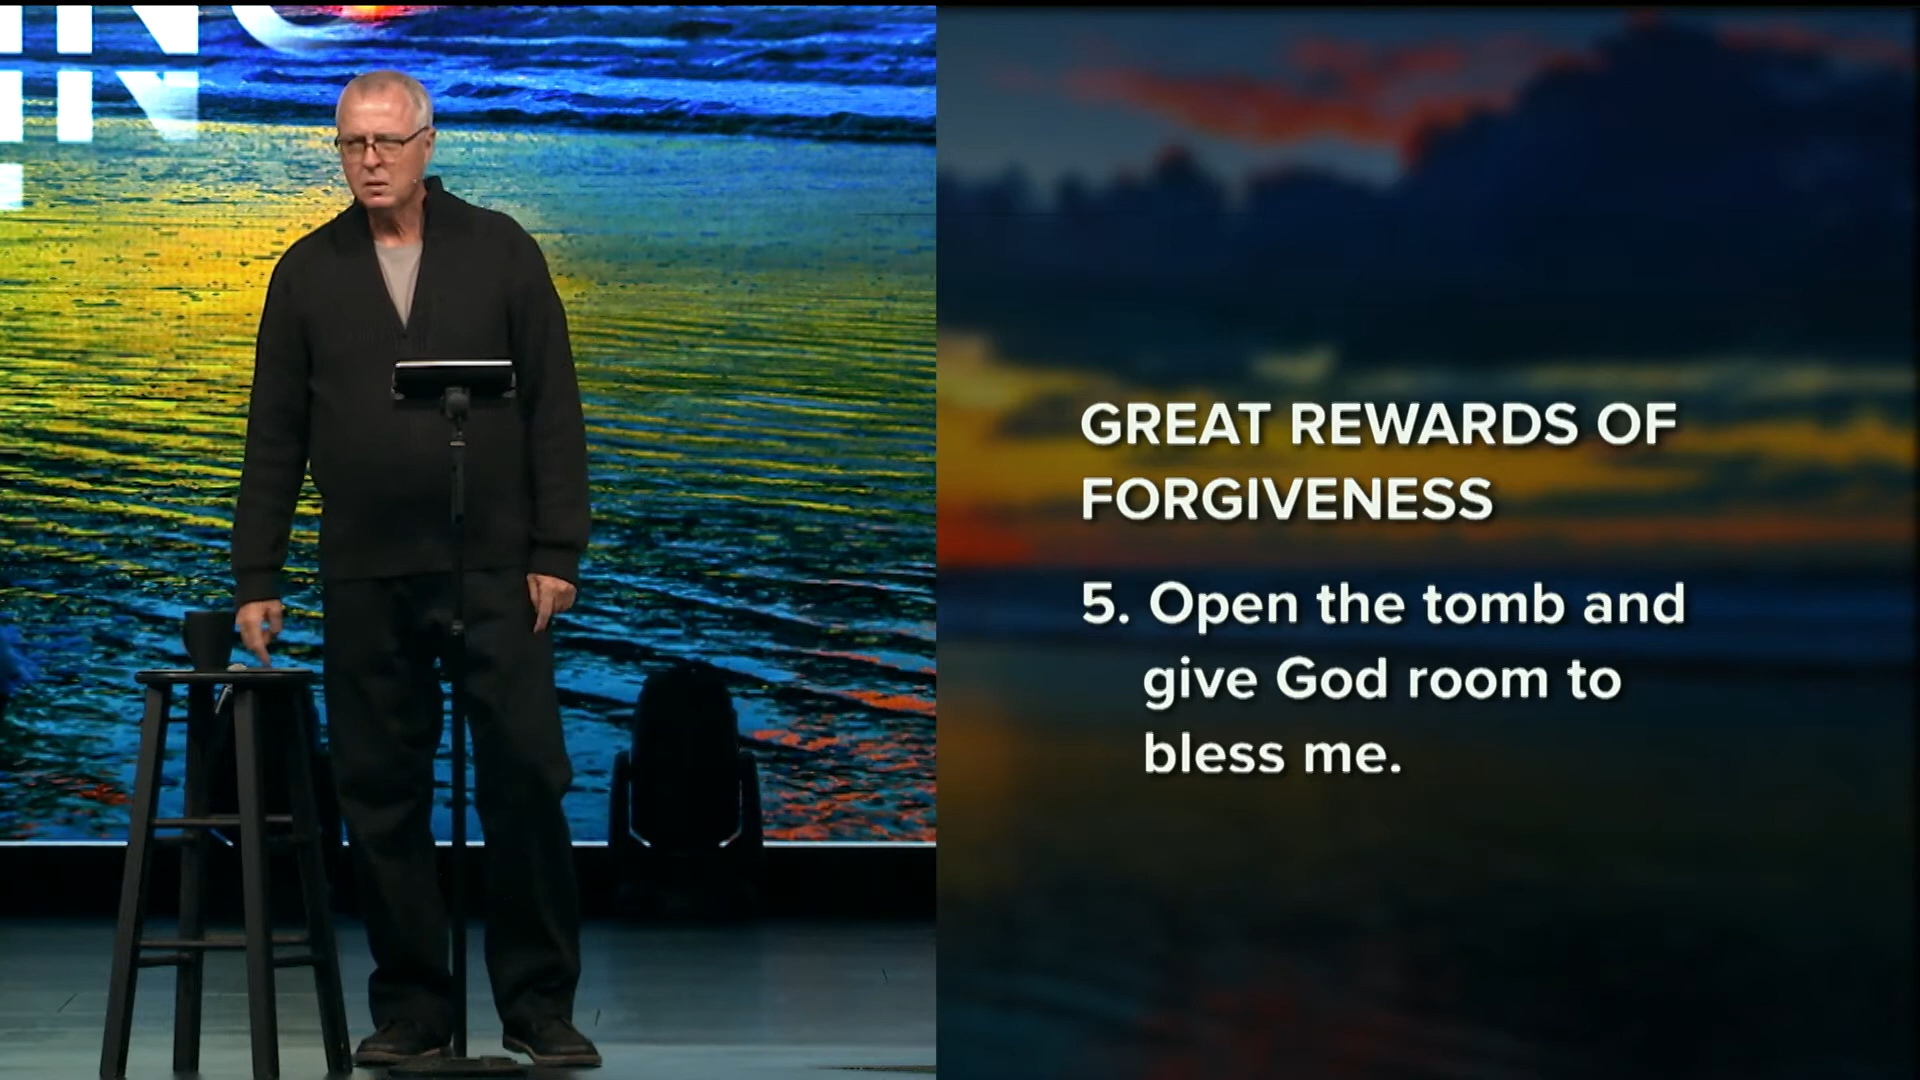 GREAT REWARDS OF
FORGIVENESS
5. Open the tomb and
give God room to
bless me.